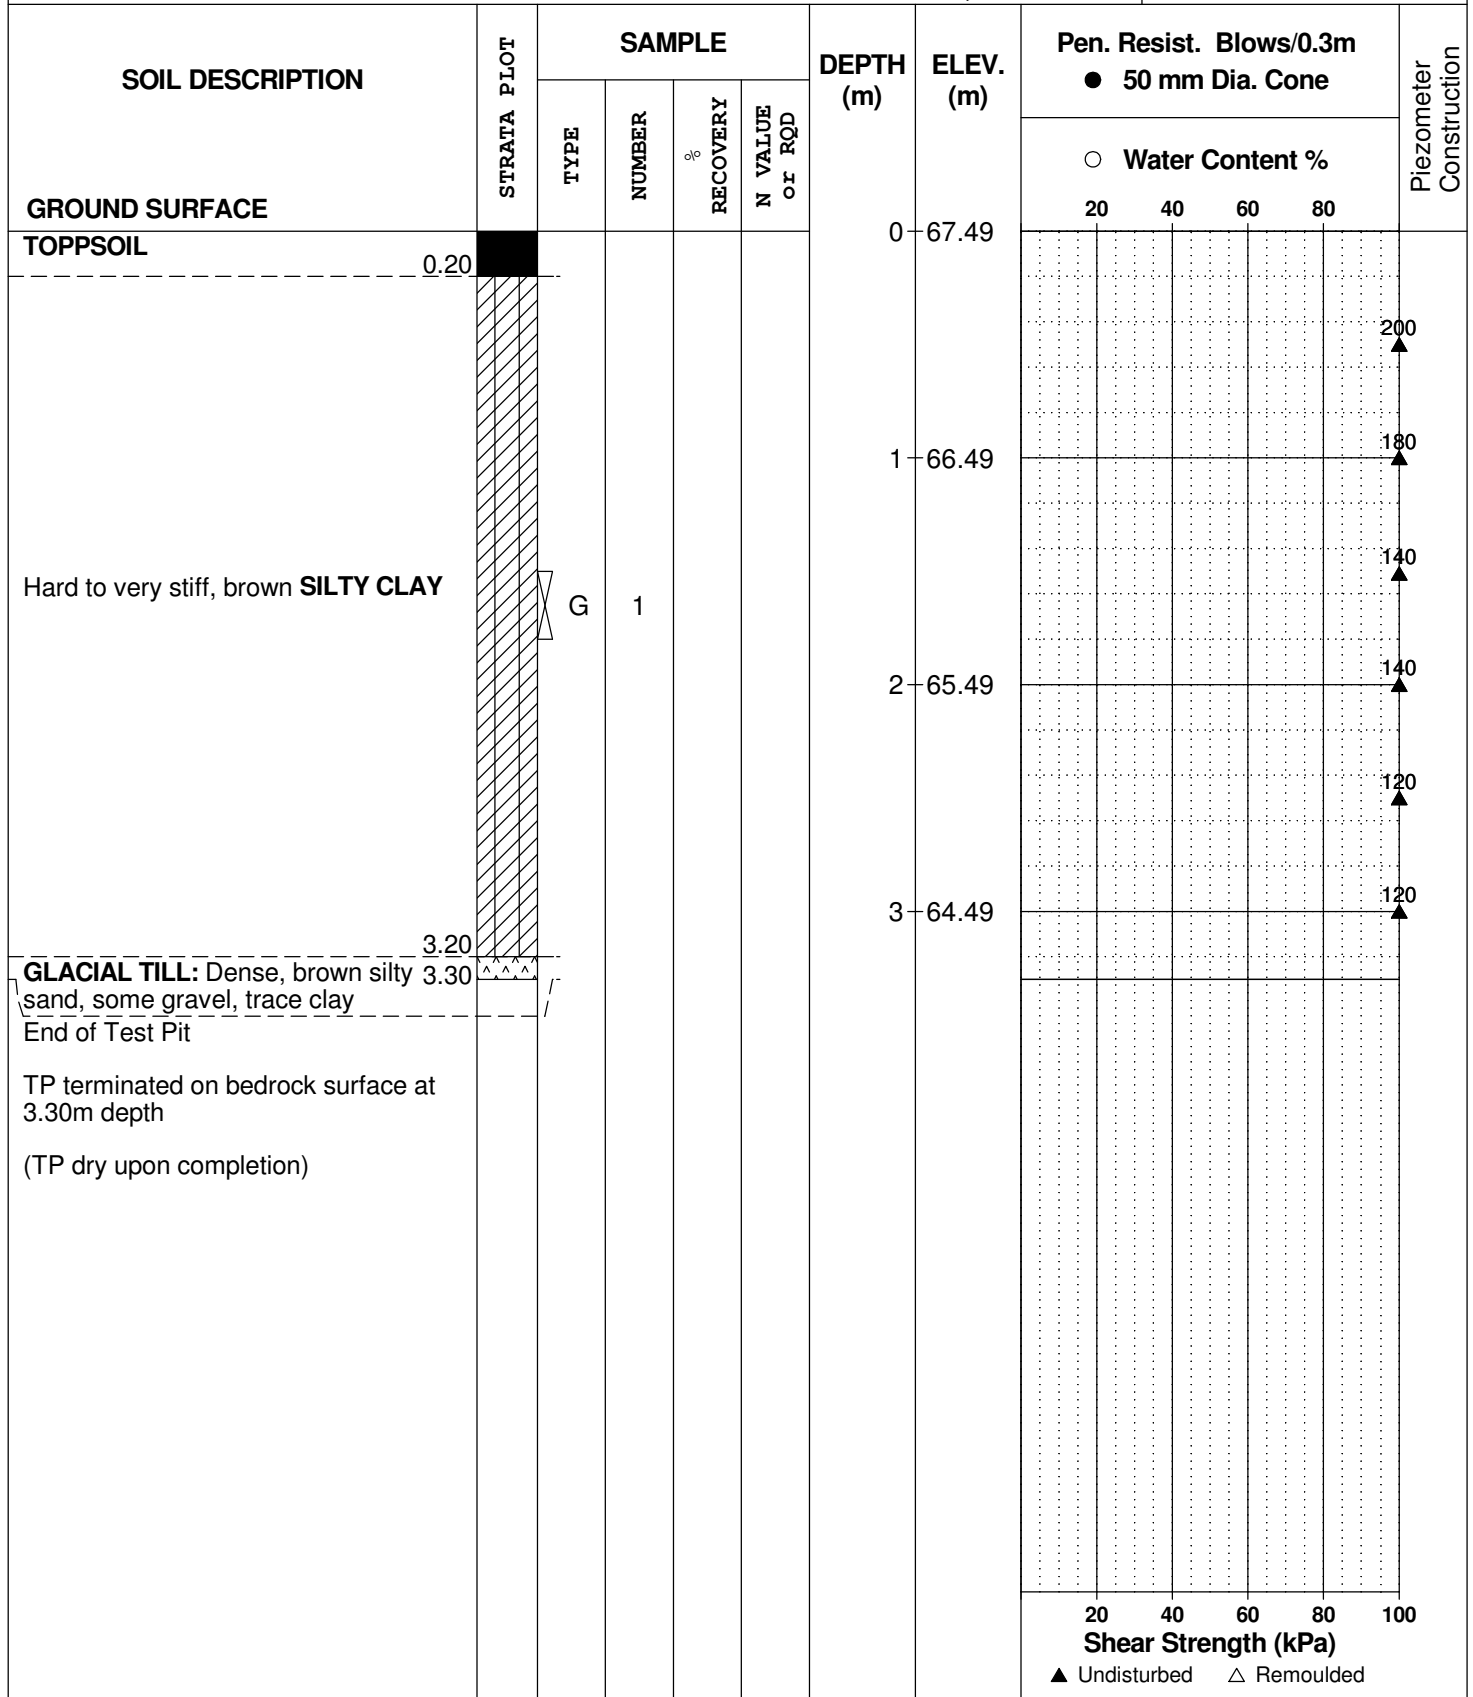 SOIL DESCRIPTION
GROUND SURFACE
STRATA PLOT
SAMPLE
TYPE
NUMBER
%
RECOVERY
N VALUE
or RQD
DEPTH
(m)
ELEV.
(m)
Pen. Resist. Blows/0.3m
● 50 mm Dia. Cone
○ Water Content %
20 40 60 80
Piezometer
Construction
TOPPSOIL
0.20
0 67.49
200
1 66.49
180
140
Hard to very stiff, brown SILTY CLAY
G 1
2 65.49
140
120
3 64.49
120
3.20
GLACIAL TILL: Dense, brown silty 3.30
sand, some gravel, trace clay
End of Test Pit
TP terminated on bedrock surface at
3.30m depth
(TP dry upon completion)
20 40 60 80 100
Shear Strength (kPa)
▲ Undisturbed △ Remoulded